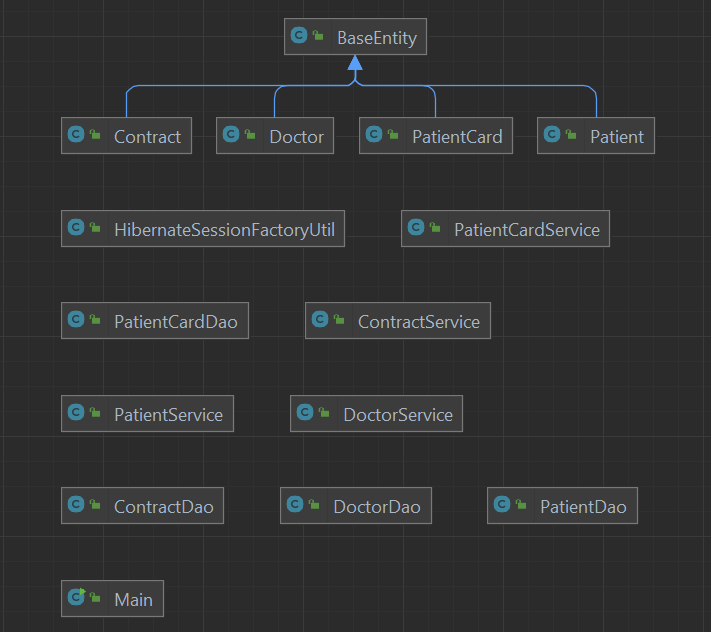 BaseEntity
Contract Doctor PatientCard Patient
HibernateSessionFactoryUtil PatientCardService
PatientCardDao ContractService
PatientService DoctorService
ContractDao DoctorDao PatientDao
Main